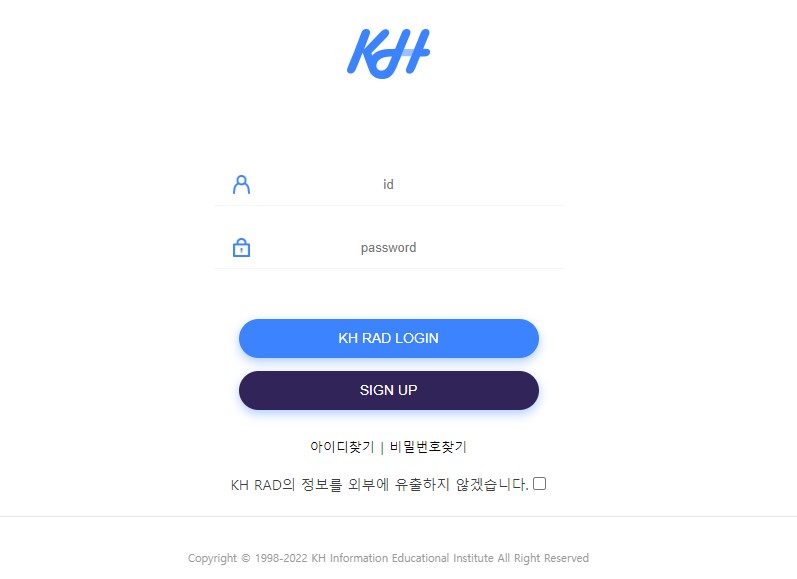 KH
id
password
KH RAD LOGIN
SIGN UP
아이디찾기 | 비밀번호찾기
KH RAD의 정보를 외부에 유출하지 않겠습니다.
Copyright © 1998-2022 KH Information Educational Institute All Right Reserved